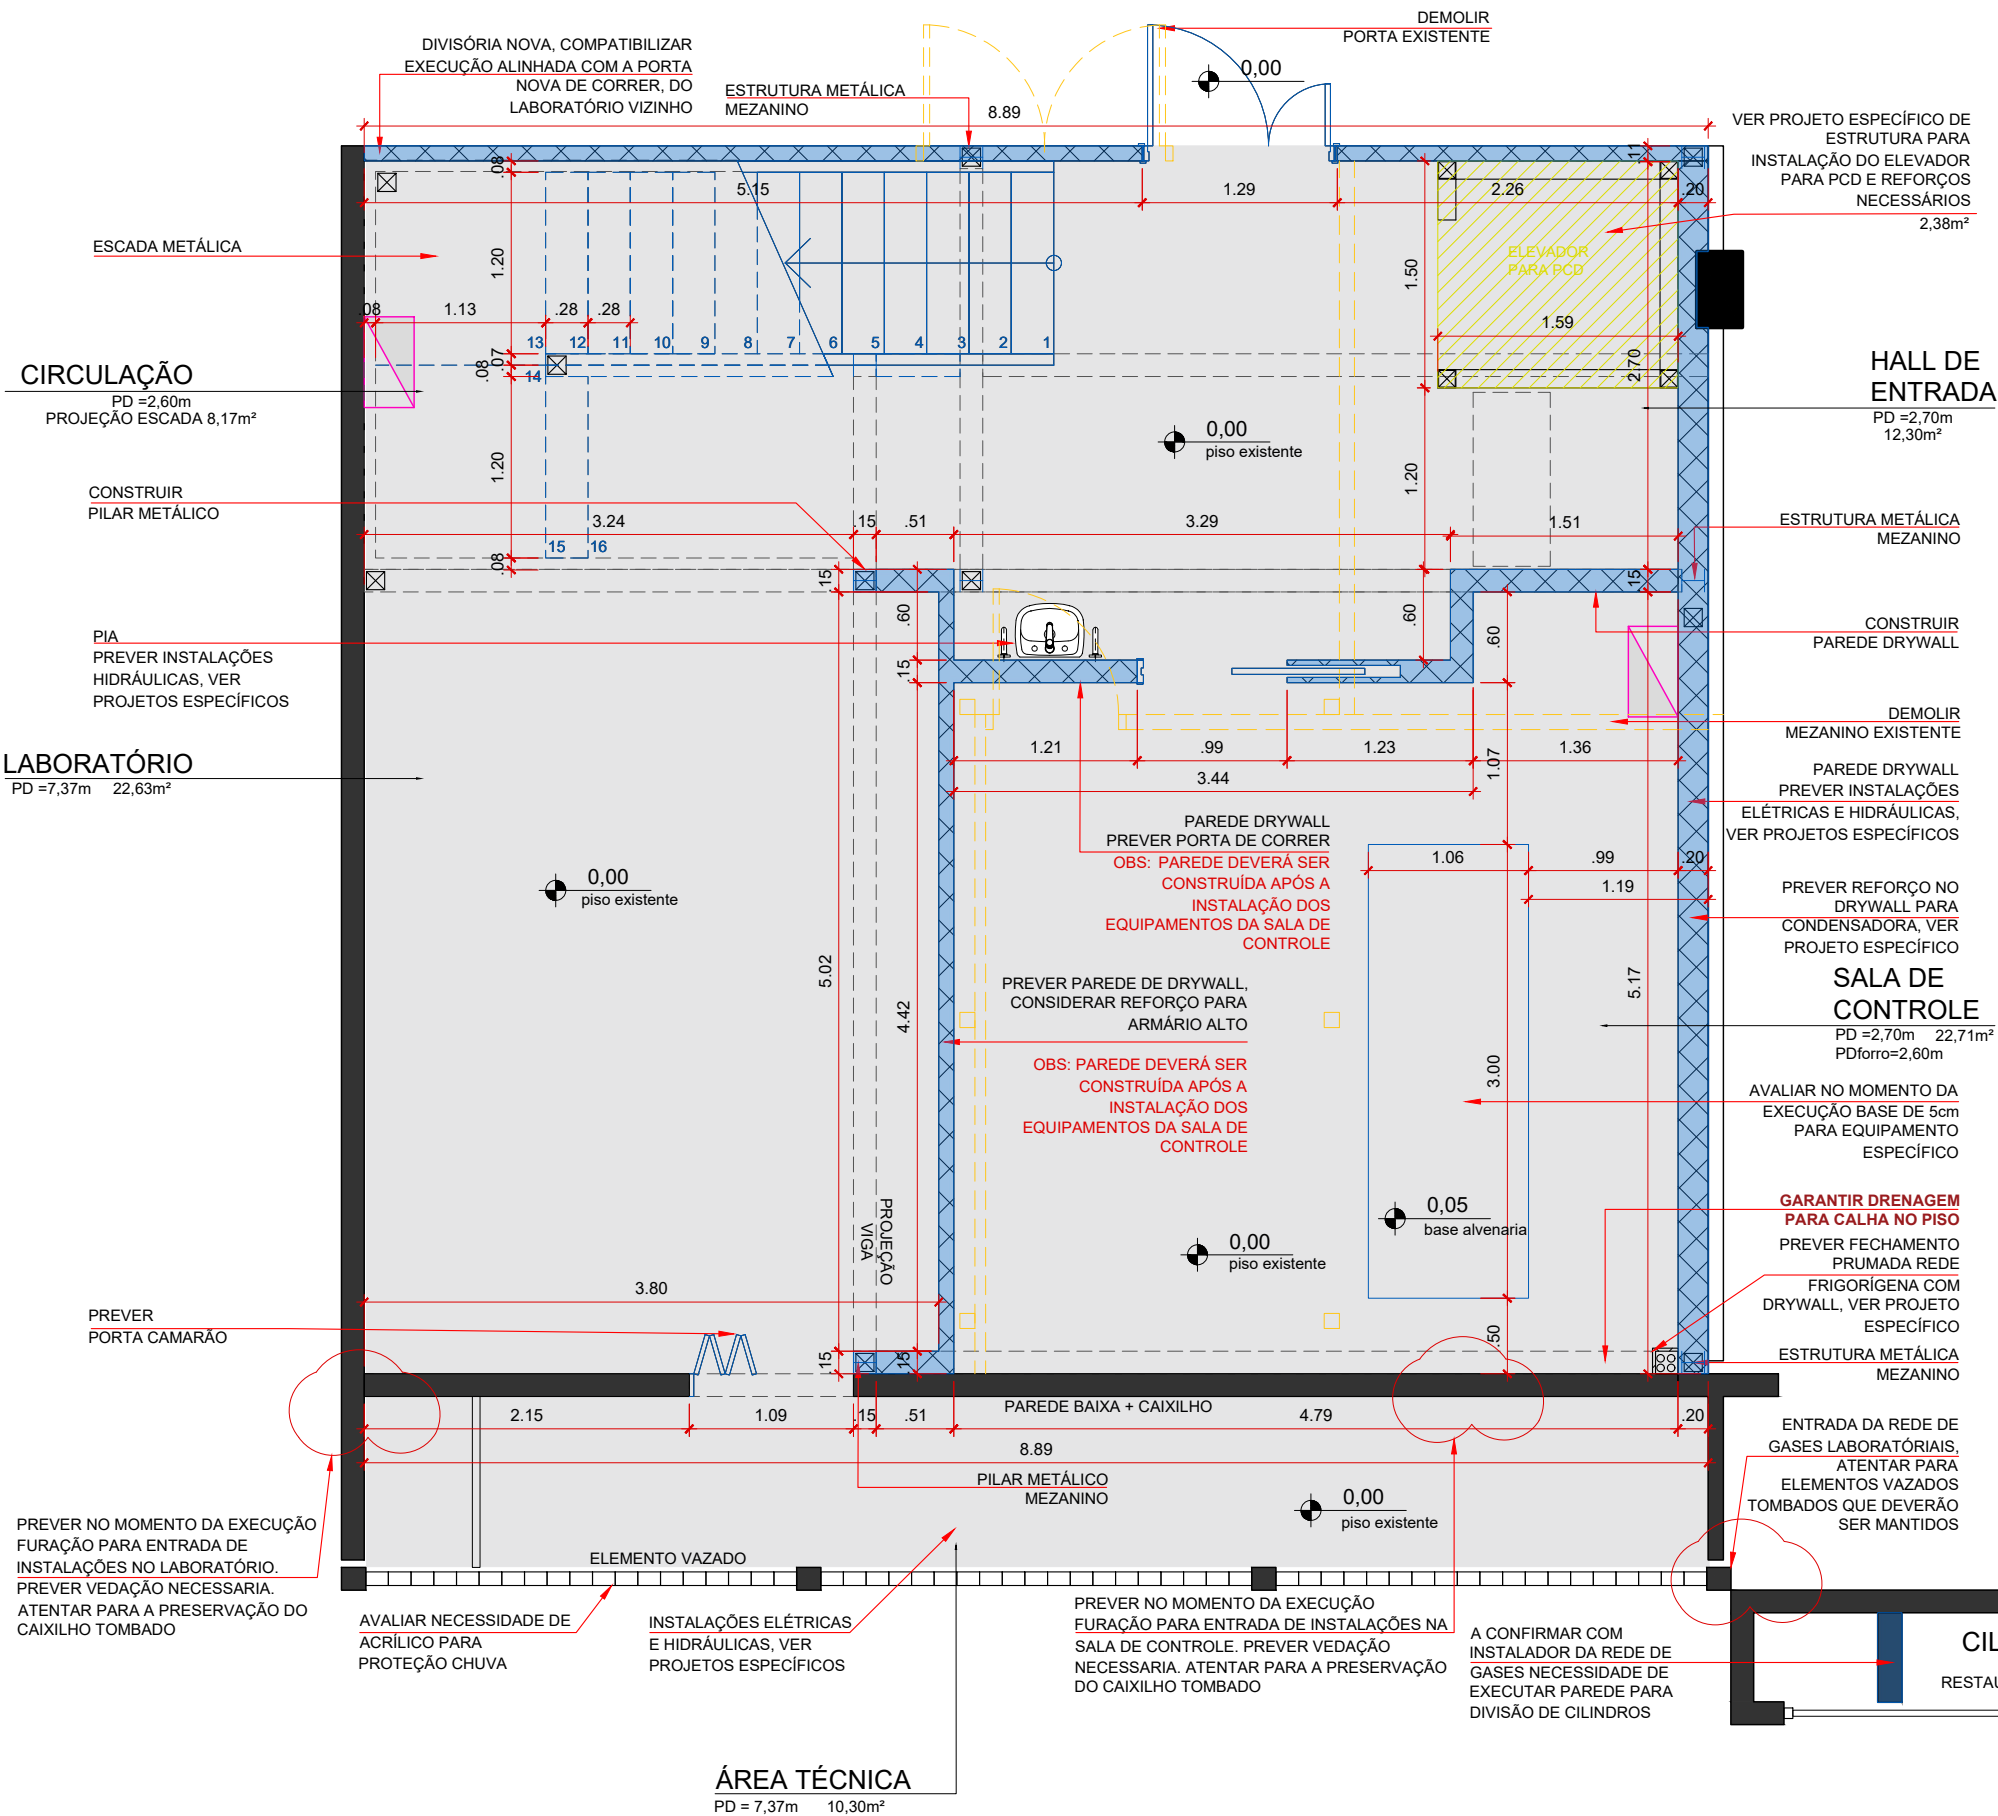 DEMOLIR
PORTA EXISTENTE
DIVISÓRIA NOVA, COMPATIBILIZAR
EXECUÇÃO ALINHADA COM A PORTA
NOVA DE CORRER, DO
LABORATÓRIO VIZINHO
ESTRUTURA METÁLICA
MEZANINO
0,00
8.89
VER PROJETO ESPECÍFICO DE
ESTRUTURA PARA
INSTALAÇÃO DO ELEVADOR
PARA PCD E REFORÇOS
NECESSÁRIOS
2,38m²
.11
.08
5.15
1.29
2.26
.20
ESCADA METÁLICA
1.20
ELEVADOR
PARA PCD
1.50
.08
1.13
.28
.28
1.59
13
12
11
10
9
8
7
6
5
4
3
2
1
.07
.08
14
2.70
CIRCULAÇÃO
PD =2,60m
PROJEÇÃO ESCADA 8,17m²
HALL DE
ENTRADA
PD =2,70m
12,30m²
0,00
piso existente
1.20
1.20
CONSTRUIR
PILAR METÁLICO
3.24
.15
.51
3.29
1.51
ESTRUTURA METÁLICA
MEZANINO
15
16
.08
.15
.15
.60
.60
.60
CONSTRUIR
PAREDE DRYWALL
PIA
PREVER INSTALAÇÕES
HIDRÁULICAS, VER
PROJETOS ESPECÍFICOS
.15
DEMOLIR
MEZANINO EXISTENTE
1.21
.99
1.23
1.07
1.36
3.44
LABORATÓRIO
PD =7,37m
22,63m²
PAREDE DRYWALL
PREVER INSTALAÇÕES
ELÉTRICAS E HIDRÁULICAS,
VER PROJETOS ESPECÍFICOS
PAREDE DRYWALL
PREVER PORTA DE CORRER
OBS: PAREDE DEVERÁ SER
CONSTRUÍDA APÓS A
INSTALAÇÃO DOS
EQUIPAMENTOS DA SALA DE
CONTROLE
1.06
.99
.20
1.19
0,00
piso existente
PREVER REFORÇO NO
DRYWALL PARA
CONDENSADORA, VER
PROJETO ESPECÍFICO
5.02
4.42
5.17
PREVER PAREDE DE DRYWALL,
CONSIDERAR REFORÇO PARA
ARMÁRIO ALTO
OBS: PAREDE DEVERÁ SER
CONSTRUÍDA APÓS A
INSTALAÇÃO DOS
EQUIPAMENTOS DA SALA DE
CONTROLE
SALA DE
CONTROLE
PD =2,70m
22,71m²
PDforro=2,60m
3.00
AVALIAR NO MOMENTO DA
EXECUÇÃO BASE DE 5cm
PARA EQUIPAMENTO
ESPECÍFICO
0,05
base alvenaria
0,00
piso existente
PROJEÇÃO
VIGA
GARANTIR DRENAGEM
PARA CALHA NO PISO
PREVER FECHAMENTO
PRUMADA REDE
FRIGORÍGENA COM
DRYWALL, VER PROJETO
ESPECÍFICO
3.80
.50
PREVER
PORTA CAMARÃO
.15
.15
ESTRUTURA METÁLICA
MEZANINO
2.15
1.09
.15
.51
PAREDE BAIXA + CAIXILHO
4.79
.20
8.89
ENTRADA DA REDE DE
GASES LABORATÓRIAIS,
ATENTAR PARA
ELEMENTOS VAZADOS
TOMBADOS QUE DEVERÃO
SER MANTIDOS
PILAR METÁLICO
MEZANINO
0,00
piso existente
PREVER NO MOMENTO DA EXECUÇÃO
FURAÇÃO PARA ENTRADA DE
INSTALAÇÕES NO LABORATÓRIO.
PREVER VEDAÇÃO NECESSARIA.
ATENTAR PARA A PRESERVAÇÃO DO
CAIXILHO TOMBADO
ELEMENTO VAZADO
AVALIAR NECESSIDADE DE
ACRÍLICO PARA
PROTEÇÃO CHUVA
INSTALAÇÕES ELÉTRICAS
E HIDRÁULICAS, VER
PROJETOS ESPECÍFICOS
PREVER NO MOMENTO DA EXECUÇÃO
FURAÇÃO PARA ENTRADA DE INSTALAÇÕES NA
SALA DE CONTROLE. PREVER VEDAÇÃO
NECESSARIA. ATENTAR PARA A PRESERVAÇÃO
DO CAIXILHO TOMBADO
A CONFIRMAR COM
INSTALADOR DA REDE DE
GASES NECESSIDADE DE
EXECUTAR PAREDE PARA
DIVISÃO DE CILINDROS
CIL
RESTAU
ÁREA TÉCNICA
PD = 7,37m
10,30m²